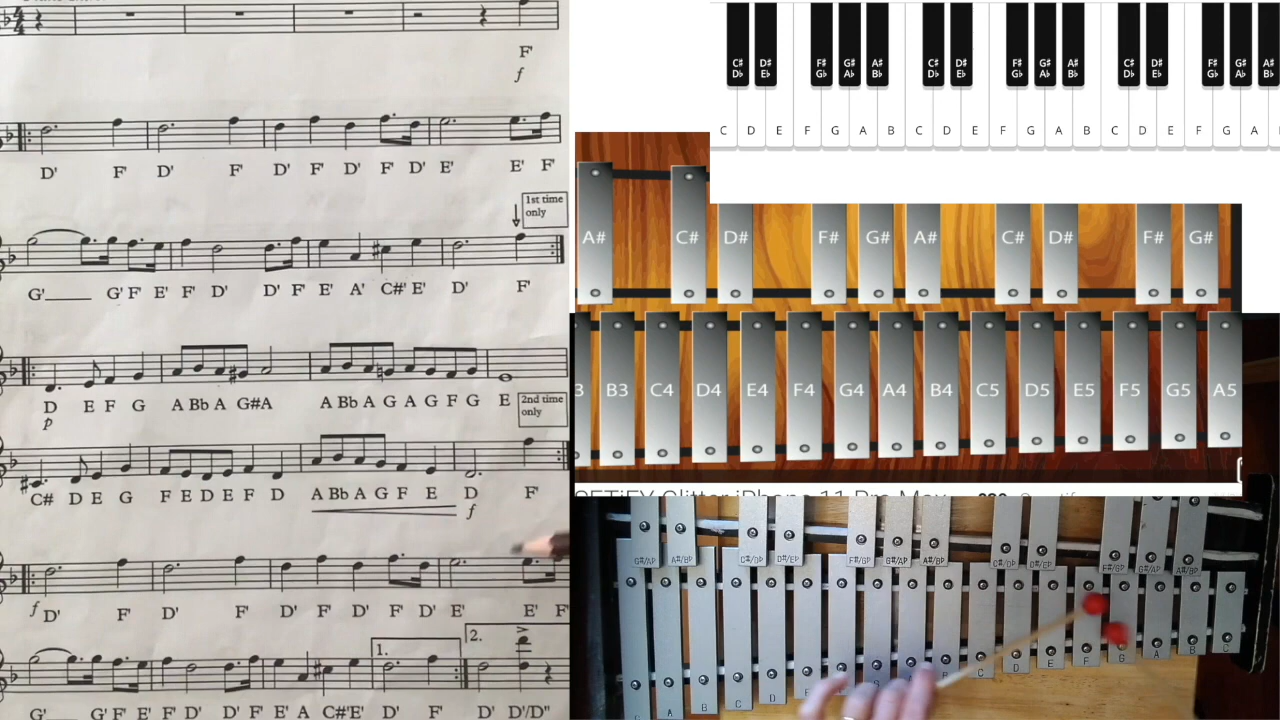 F'
f
D' F' D' F' D' F' D' F' D' E' E' F'
1st time
only
G' G' F' E' F' D' D' F' E' A' C#' E' D' F'
D E F G A Bb A G#A A Bb A G A G F G E
p
2nd time
only
C# D E G F E D E F D A Bb A G F E D F'
f
f D' F' D' F' D' F' D' F' D' E' E' F'
1.
2.
G' G' F' E' F' D' D' F' E' A C#'E' D' F' D' D'/D"
C# D# F# G# A# C# D# F# G# A# C# D# F# G# A#
Db Eb Gb Ab Bb Db Eb Gb Ab Bb Db Eb Gb Ab Bb
C D E F G A B C D E F G A B C D E F G A
A# C# D# F# G# A# C# D# F# G#
3 B3 C4 D4 E4 F4 G4 A4 B4 C5 D5 E5 F5 G5 A5
G#/Ab A#/Bb C#/Db D#/Eb F#/Gb G#/Ab A#/Bb C#/Db D#/Eb F#/Gb G#/Ab A#/Bb
G A B C D E G A B C D E F G A B C